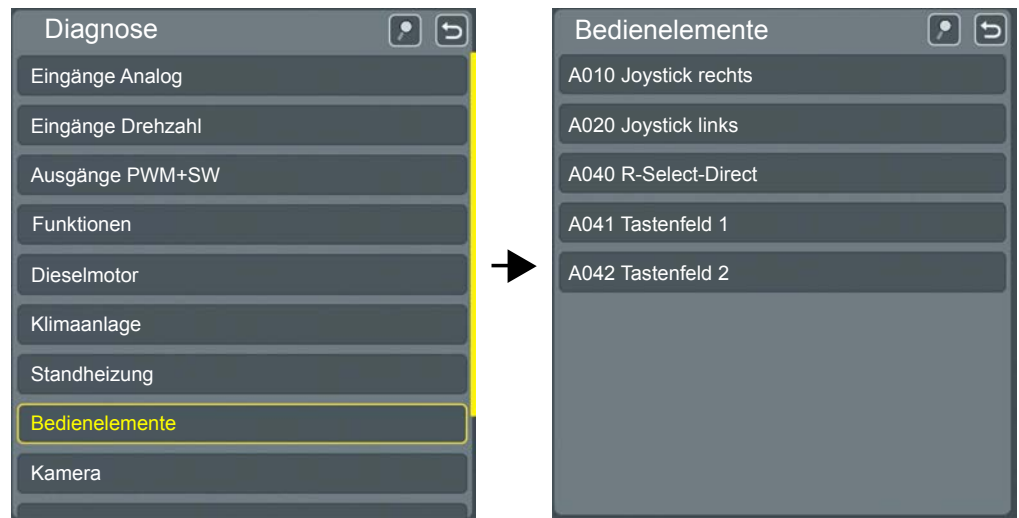 Diagnose
Eingänge Analog
Eingänge Drehzahl
Ausgänge PWM+SW
Funktionen
Dieselmotor
Klimaanlage
Standheizung
Bedienelemente
Kamera
Bedienelemente
A010 Joystick rechts
A020 Joystick links
A040 R-Select-Direct
A041 Tastenfeld 1
A042 Tastenfeld 2